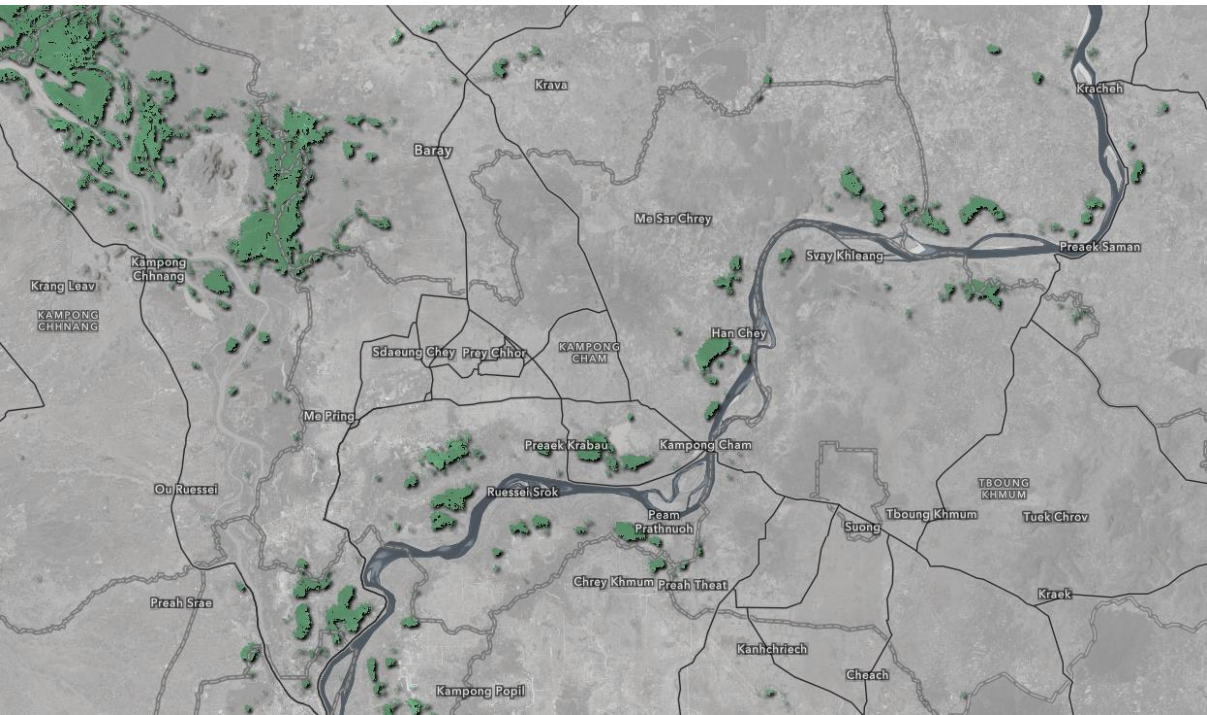 Krava
Kracheh
Baray
Me Sar Chrey
Preaek Saman
Svay Khleang
Kampong
Chhnang
Krang Leav
KAMPONG
CHHNANG
Han Chey
Sdaeung Chey
Prey Chhor
KAMPONG
CHAM
Me Pring
Preaek Krabau
Kampong Cham
Ou Ruessei
Ruessei Srok
TBOUNG
KHMUM
Peam
Prathnuoh
Tboung Khmum
Tuek Chrov
Suong
Chrey Khmum
Preah Theat
Preah Srae
Kraek
Kanhchriech
Cheach
Kampong Popil